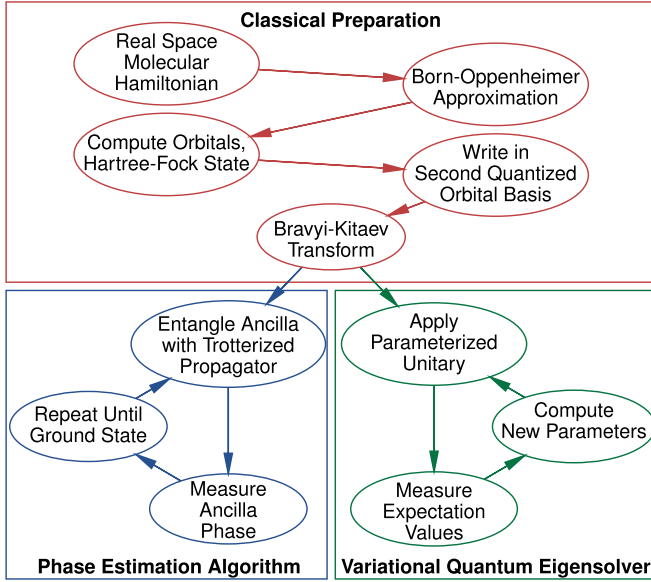 Classical Preparation
Real Space
Molecular
Hamiltonian
Born-Oppenheimer
Approximation
Compute Orbitals,
Hartree-Fock State
Write in
Second Quantized
Orbital Basis
Bravyi-Kitaev
Transform
Entangle Ancilla
with Trotterized
Propagator
Repeat Until
Ground State
Measure
Ancilla
Phase
Phase Estimation Algorithm
Apply
Parameterized
Unitary
Compute
New Parameters
Measure
Expectation
Values
Variational Quantum Eigensolver